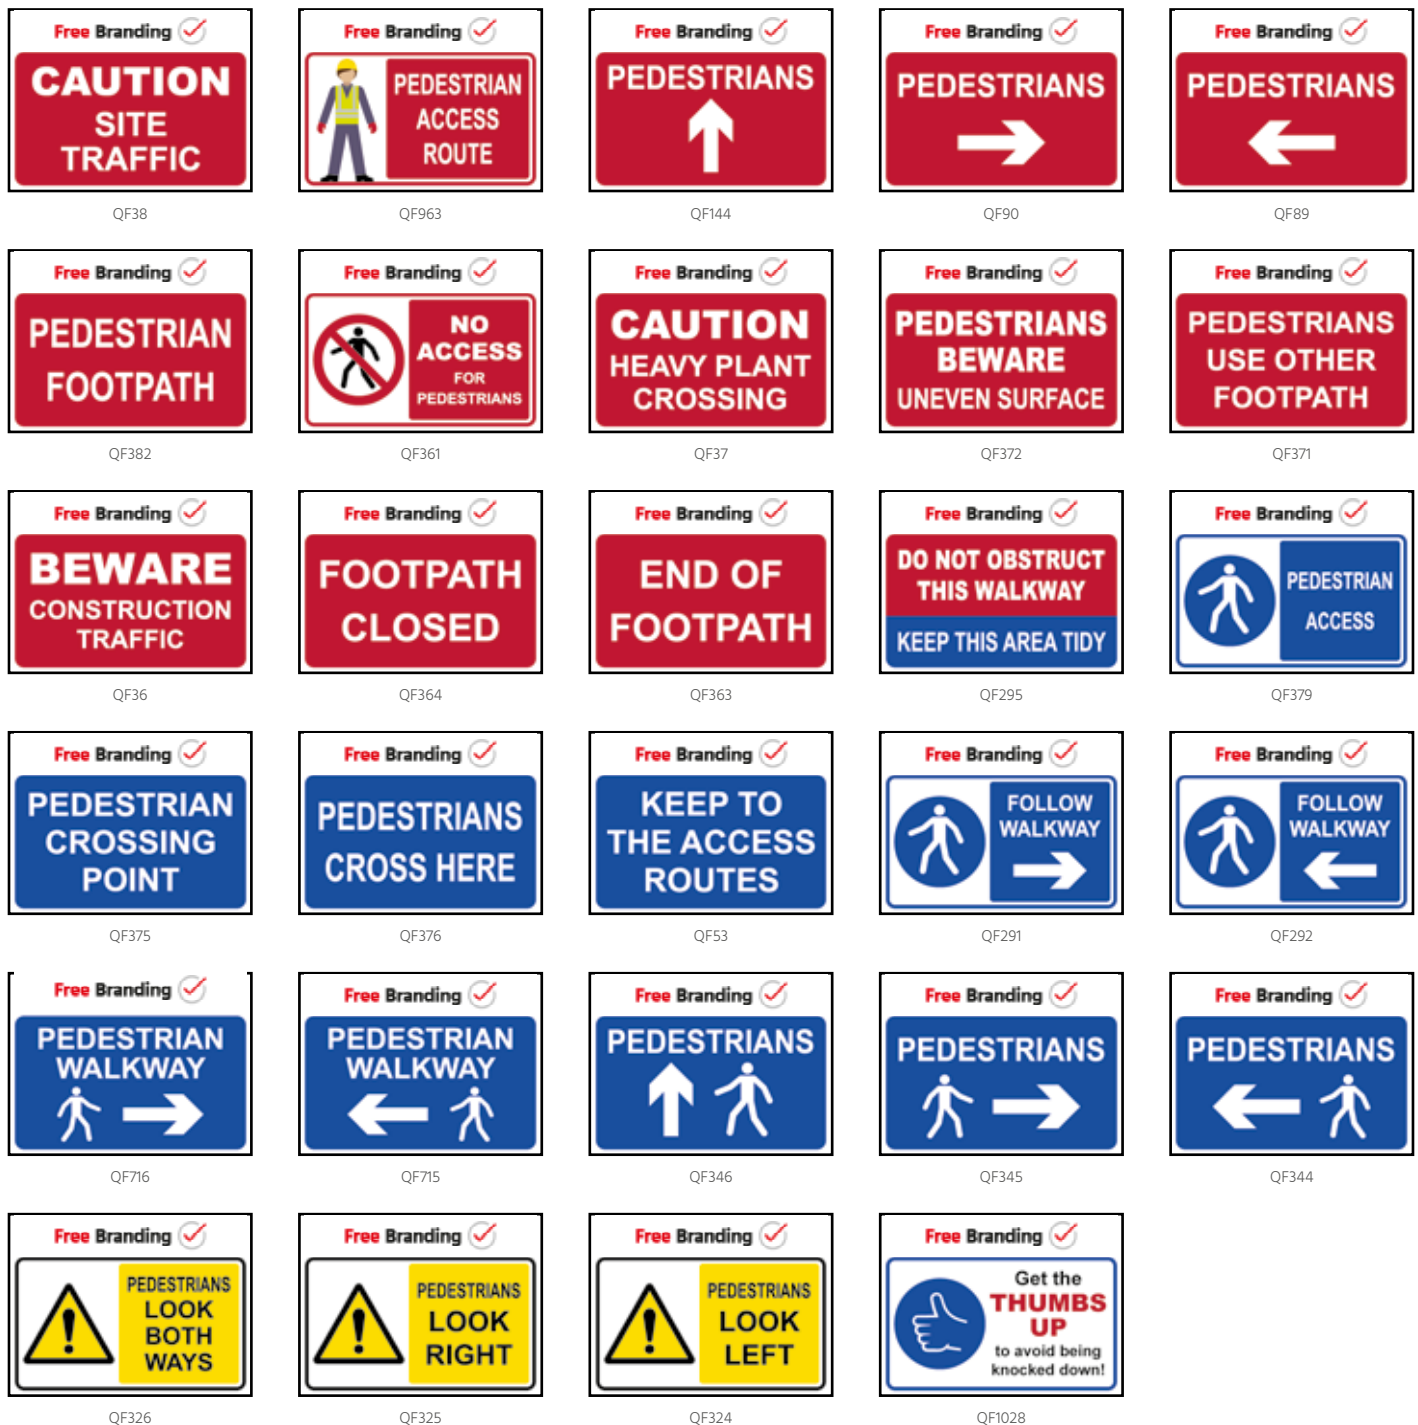 Free Branding
CAUTION
SITE
TRAFFIC
QF38
Free Branding
PEDESTRIAN
ACCESS
ROUTE
QF963
Free Branding
PEDESTRIANS
QF144
Free Branding
PEDESTRIANS
QF90
Free Branding
PEDESTRIANS
QF89
Free Branding
PEDESTRIAN
FOOTPATH
QF382
Free Branding
NO
ACCESS
FOR
PEDESTRIANS
QF361
Free Branding
CAUTION
HEAVY PLANT
CROSSING
QF37
Free Branding
PEDESTRIANS
BEWARE
UNEVEN SURFACE
QF372
Free Branding
PEDESTRIANS
USE OTHER
FOOTPATH
QF371
Free Branding
BEWARE
CONSTRUCTION
TRAFFIC
QF36
Free Branding
FOOTPATH
CLOSED
QF364
Free Branding
END OF
FOOTPATH
QF363
Free Branding
DO NOT OBSTRUCT
THIS WALKWAY
KEEP THIS AREA TIDY
QF295
Free Branding
PEDESTRIAN
ACCESS
QF379
Free Branding
PEDESTRIAN
CROSSING
POINT
QF375
Free Branding
PEDESTRIANS
CROSS HERE
QF376
Free Branding
KEEP TO
THE ACCESS
ROUTES
QF53
Free Branding
FOLLOW
WALKWAY
QF291
Free Branding
FOLLOW
WALKWAY
QF292
Free Branding
PEDESTRIAN
WALKWAY
QF716
Free Branding
PEDESTRIAN
WALKWAY
QF715
Free Branding
PEDESTRIANS
QF346
Free Branding
PEDESTRIANS
QF345
Free Branding
PEDESTRIANS
QF344
Free Branding
PEDESTRIANS
LOOK
BOTH
WAYS
QF326
Free Branding
PEDESTRIANS
LOOK
RIGHT
QF325
Free Branding
PEDESTRIANS
LOOK
LEFT
QF324
Free Branding
Get the
THUMBS
UP
to avoid being
knocked down!
QF1028